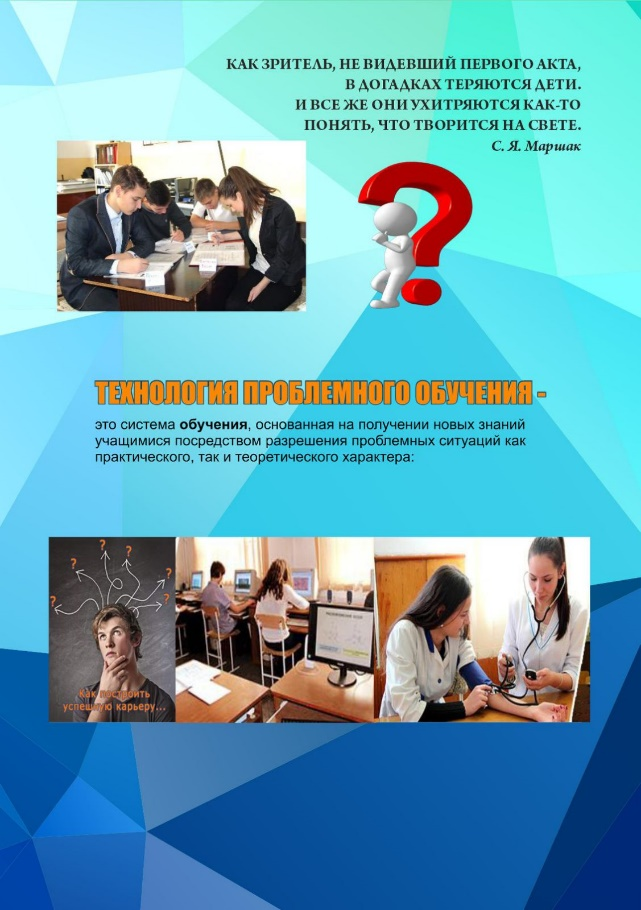 КАК ЗРИТЕЛЬ, НЕ ВИДЕВШИЙ ПЕРВОГО АКТА,
В ДОГАДКАХ ТЕРЯЮТСЯ ДЕТИ.
И ВСЕ ЖЕ ОНИ УХИТРЯЮТСЯ КАК-ТО
ПОНЯТЬ, ЧТО ТВОРИТСЯ НА СВЕТЕ.
С. Я. Маршак
ТЕХНОЛОГИЯ ПРОБЛЕМНОГО ОБУЧЕНИЯ -
это система обучения, основанная на получении новых знаний
учащимися посредством разрешения проблемных ситуаций как
практического, так и теоретического характера:
? ? ? ? ? ?
Как построить
успешную карьеру...